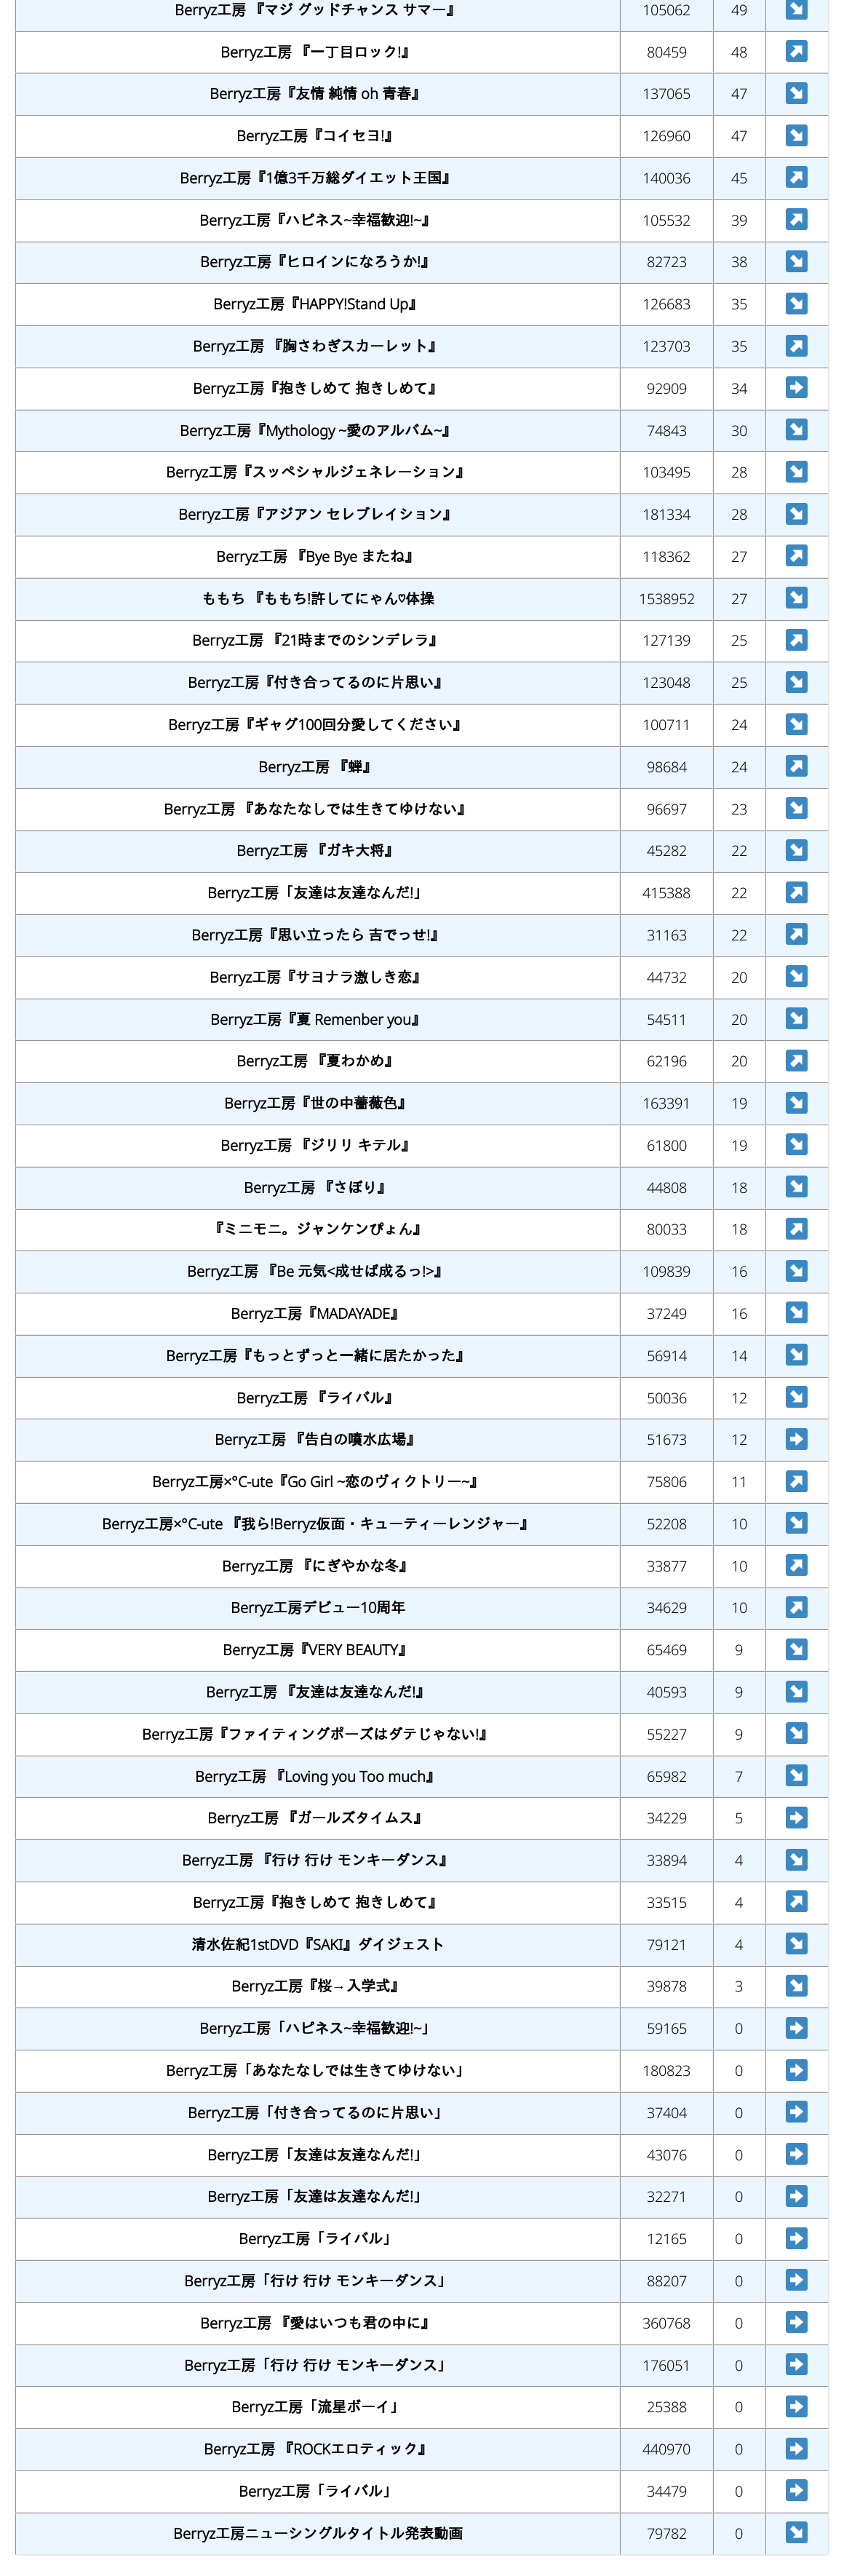 Berryz工房 『マジ グッドチャンス サマー』 105062 49 ↘
Berryz工房 『一丁目ロック!』 80459 48 ↗
Berryz工房『友情 純情 oh 青春』 137065 47 ↘
Berryz工房『コイセヨ!』 126960 47 ↘
Berryz工房『1億3千万総ダイエット王国』 140036 45 ↗
Berryz工房『ハピネス~幸福歓迎!~』 105532 39 ↗
Berryz工房『ヒロインになろうか!』 82723 38 ↘
Berryz工房『HAPPY!Stand Up』 126683 35 ↘
Berryz工房 『胸さわぎスカーレット』 123703 35 ↗
Berryz工房『抱きしめて 抱きしめて』 92909 34 ➡
Berryz工房『Mythology ~愛のアルバム~』 74843 30 ↘
Berryz工房『スッペシャルジェネレーション』 103495 28 ↘
Berryz工房『アジアン セレブレイション』 181334 28 ↘
Berryz工房 『Bye Bye またね』 118362 27 ↗
ももち 『ももち!許してにゃん♡体操 1538952 27 ↘
Berryz工房 『21時までのシンデレラ』 127139 25 ↗
Berryz工房『付き合ってるのに片思い』 123048 25 ↘
Berryz工房『ギャグ100回分愛してください』 100711 24 ↘
Berryz工房 『蝉』 98684 24 ↗
Berryz工房 『あなたなしでは生きてゆけない』 96697 23 ↘
Berryz工房 『ガキ大将』 45282 22 ↘
Berryz工房「友達は友達なんだ!」 415388 22 ↗
Berryz工房『思い立ったら 吉でっせ!』 31163 22 ↗
Berryz工房『サヨナラ激しき恋』 44732 20 ↘
Berryz工房『夏 Remenber you』 54511 20 ↘
Berryz工房 『夏わかめ』 62196 20 ↗
Berryz工房『世の中薔薇色』 163391 19 ↘
Berryz工房 『ジリリ キテル』 61800 19 ↘
Berryz工房 『さぼり』 44808 18 ↘
『ミニモニ。ジャンケンぴょん』 80033 18 ↗
Berryz工房 『Be 元気<成せば成るっ!>』 109839 16 ↘
Berryz工房『MADAYADE』 37249 16 ↘
Berryz工房『もっとずっと一緒に居たかった』 56914 14 ↘
Berryz工房 『ライバル』 50036 12 ↘
Berryz工房 『告白の噴水広場』 51673 12 ➡
Berryz工房×°C-ute『Go Girl ~恋のヴィクトリー~』 75806 11 ↗
Berryz工房×°C-ute 『我ら!Berryz仮面・キューティーレンジャー』 52208 10 ↘
Berryz工房 『にぎやかな冬』 33877 10 ↗
Berryz工房デビュー10周年 34629 10 ↗
Berryz工房『VERY BEAUTY』 65469 9 ↘
Berryz工房 『友達は友達なんだ!』 40593 9 ↘
Berryz工房『ファイティングポーズはダテじゃない!』 55227 9 ↘
Berryz工房 『Loving you Too much』 65982 7 ↘
Berryz工房 『ガールズタイムス』 34229 5 ➡
Berryz工房 『行け 行け モンキーダンス』 33894 4 ↘
Berryz工房『抱きしめて 抱きしめて』 33515 4 ↗
清水佐紀1stDVD『SAKI』ダイジェスト 79121 4 ↘
Berryz工房『桜→入学式』 39878 3 ↘
Berryz工房「ハピネス~幸福歓迎!~」 59165 0 ➡
Berryz工房「あなたなしでは生きてゆけない」 180823 0 ➡
Berryz工房「付き合ってるのに片思い」 37404 0 ➡
Berryz工房「友達は友達なんだ!」 43076 0 ➡
Berryz工房「友達は友達なんだ!」 32271 0 ➡
Berryz工房「ライバル」 12165 0 ➡
Berryz工房「行け 行け モンキーダンス」 88207 0 ➡
Berryz工房 『愛はいつも君の中に』 360768 0 ➡
Berryz工房「行け 行け モンキーダンス」 176051 0 ➡
Berryz工房「流星ボーイ」 25388 0 ➡
Berryz工房 『ROCKエロティック』 440970 0 ➡
Berryz工房「ライバル」 34479 0 ➡
Berryz工房ニューシングルタイトル発表動画 79782 0 ↘